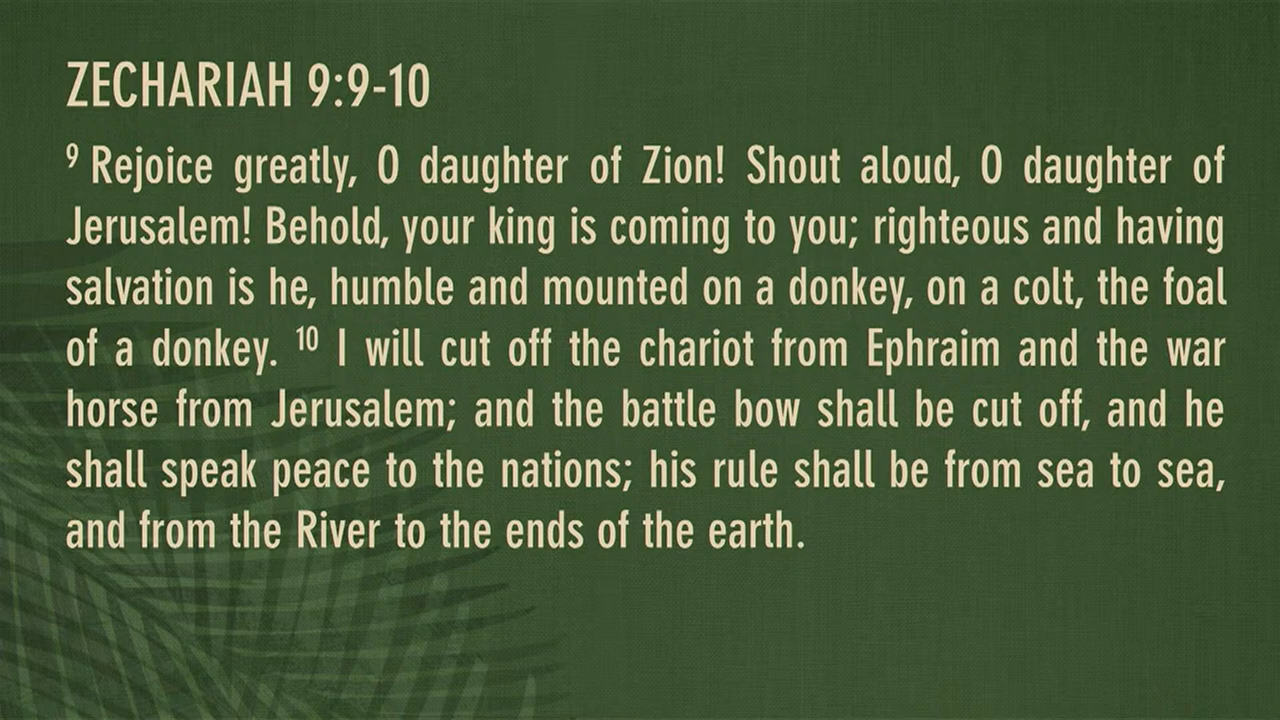 ZECHARIAH 9:9-10
⁹ Rejoice greatly, O daughter of Zion! Shout aloud, O daughter of
Jerusalem! Behold, your king is coming to you; righteous and having
salvation is he, humble and mounted on a donkey, on a colt, the foal
of a donkey. ¹⁰ I will cut off the chariot from Ephraim and the war
horse from Jerusalem; and the battle bow shall be cut off, and he
shall speak peace to the nations; his rule shall be from sea to sea,
and from the River to the ends of the earth.